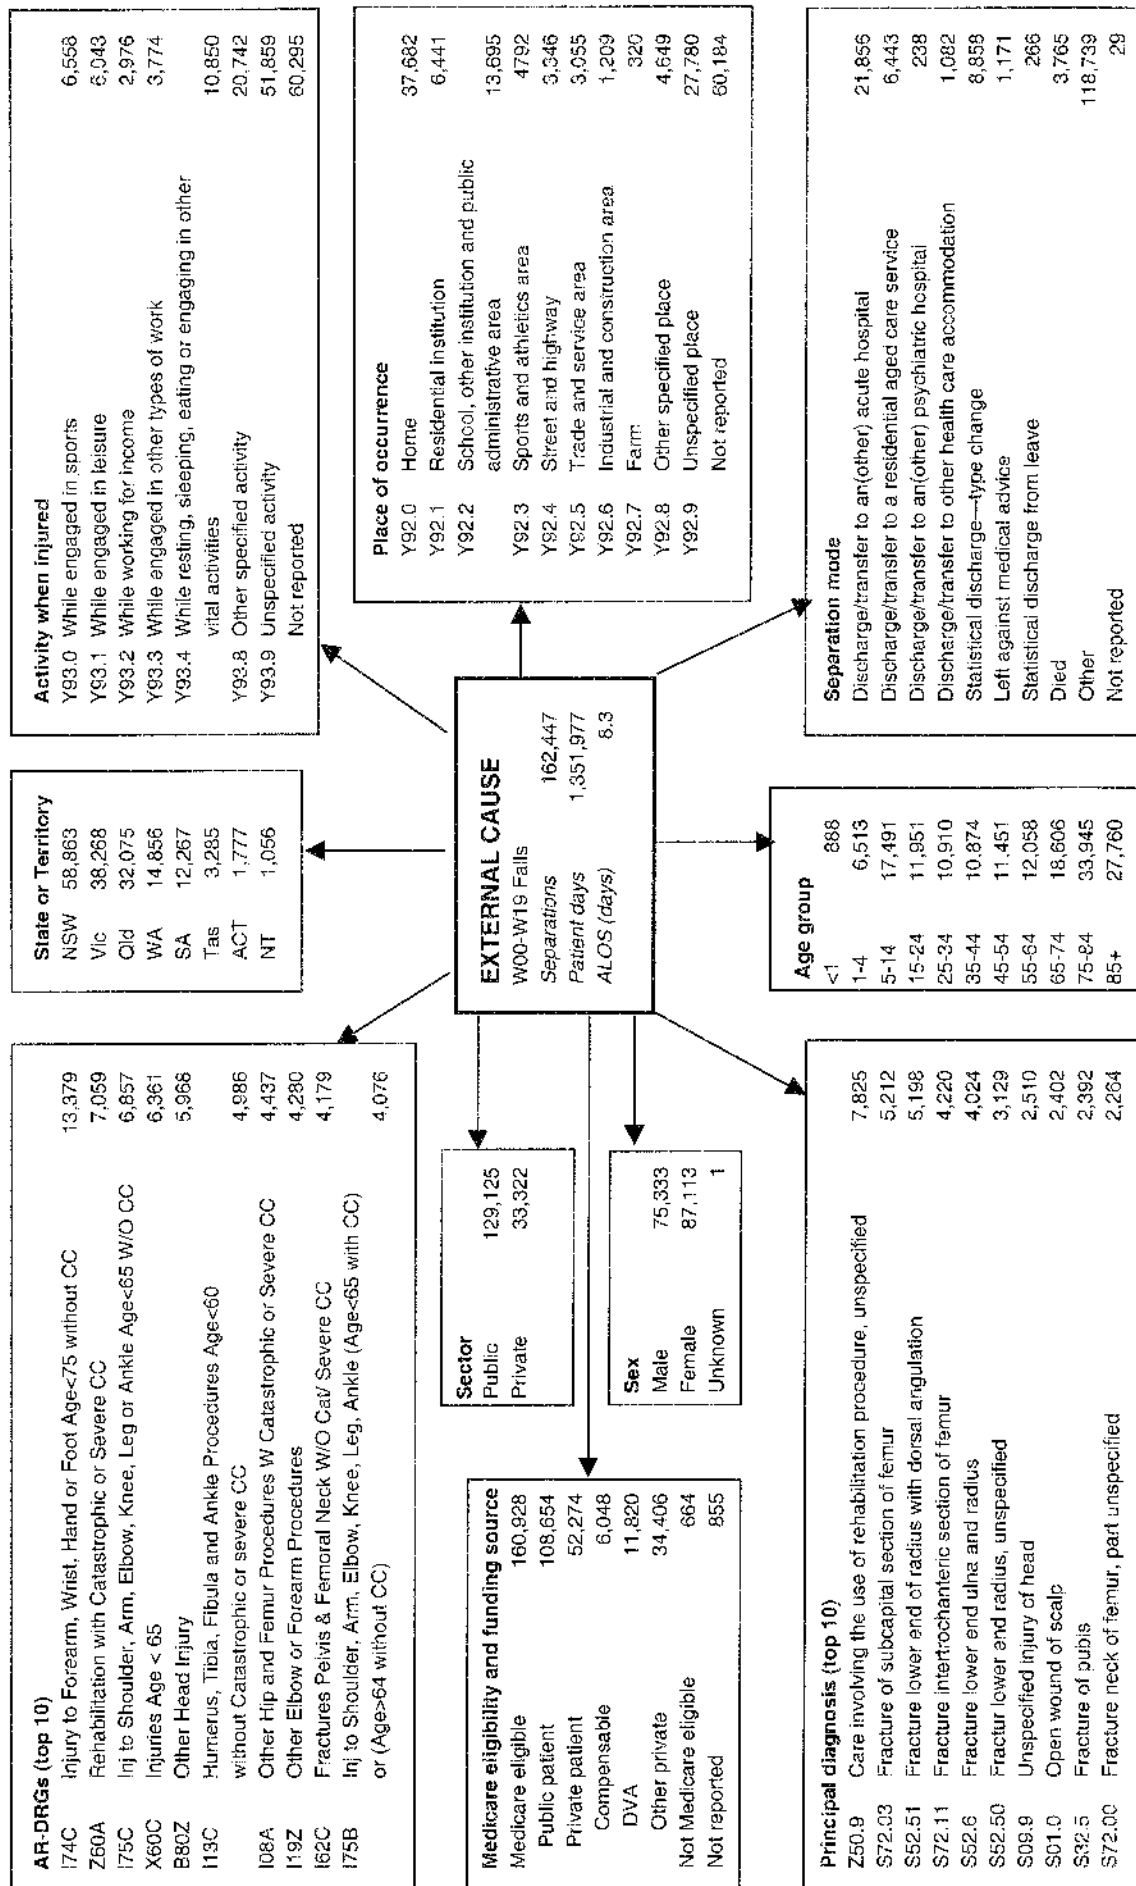 AR-DRGs (top 10)
I74C Injury to Forearm, Wrist, Hand or Foot Age<75 without CC 13,379
Z60A Rehabilitation with Catastrophic or Severe CC 7,059
I75C Inj to Shoulder, Arm, Elbow, Knee, Leg or Ankle Age<65 W/O CC 6,857
X60C Injuries Age < 65 6,361
B80Z Other Head Injury 5,968
I13C Humerus, Tibia, Fibula and Ankle Procedures Age<60
without Catastrophic or severe CC 4,986
I08A Other Hip and Femur Procedures W Catastrophic or Severe CC 4,437
I19Z Other Elbow or Forearm Procedures 4,280
I62C Fractures Pelvis & Femoral Neck W/O Cat/ Severe CC 4,179
I75B Inj to Shoulder, Arm, Elbow, Knee, Leg, Ankle (Age<65 with CC)
or (Age>64 without CC) 4,076
State or Territory
NSW 58,863
Vic 38,268
Qld 32,075
WA 14,856
SA 12,267
Tas 3,285
ACT 1,777
NT 1,056
Activity when injured
Y93.0 While engaged in sports 6,558
Y93.1 While engaged in leisure 6,043
Y93.2 While working for income 2,976
Y93.3 While engaged in other types of work 3,774
Y93.4 While resting, sleeping, eating or engaging in other
vital activities 10,850
Y93.8 Other specified activity 20,742
Y93.9 Unspecified activity 51,859
Not reported 60,295
Sector
Public 129,125
Private 33,322
Medicare eligibility and funding source
Medicare eligible 160,928
Public patient 108,654
Private patient 52,274
Compensable 6,048
DVA 11,820
Other private 34,406
Not Medicare eligible 664
Not reported 855
Sex
Male 75,333
Female 87,113
Unknown 1
EXTERNAL CAUSE
W00-W19 Falls
Separations 162,447
Patient days 1,351,977
ALOS (days) 8.3
Place of occurrence
Y92.0 Home 37,682
Y92.1 Residential institution 6,441
Y92.2 School, other institution and public
administrative area 13,695
Y92.3 Sports and athletics area 4792
Y92.4 Street and highway 3,346
Y92.5 Trade and service area 3,055
Y92.6 Industrial and construction area 1,209
Y92.7 Farm 320
Y92.8 Other specified place 4,649
Y92.9 Unspecified place 27,780
Not reported 60,184
Principal diagnosis (top 10)
Z50.9 Care involving the use of rehabilitation procedure, unspecified 7,825
S72.03 Fracture of subcapital section of femur 5,212
S52.51 Fracture lower end of radius with dorsal angulation 5,198
S72.11 Fracture intertrochanteric section of femur 4,220
S52.6 Fracture lower end ulna and radius 4,024
S52.50 Fractur lower end radius, unspecified 3,129
S09.9 Unspecified injury of head 2,510
S01.0 Open wound of scalp 2,402
S32.5 Fracture of pubis 2,392
S72.00 Fracture neck of femur, part unspecified 2,264
Age group
<1 888
1-4 6,513
5-14 17,491
15-24 11,951
25-34 10,910
35-44 10,874
45-54 11,451
55-64 12,058
65-74 18,606
75-84 33,945
85+ 27,760
Separation mode
Discharge/transfer to an(other) acute hospital 21,856
Discharge/transfer to a residential aged care service 6,443
Discharge/transfer to an(other) psychiatric hospital 238
Discharge/transfer to other health care accommodation 1,082
Statistical discharge—type change 8,858
Left against medical advice 1,171
Statistical discharge from leave 266
Died 3,765
Other 118,739
Not reported 29